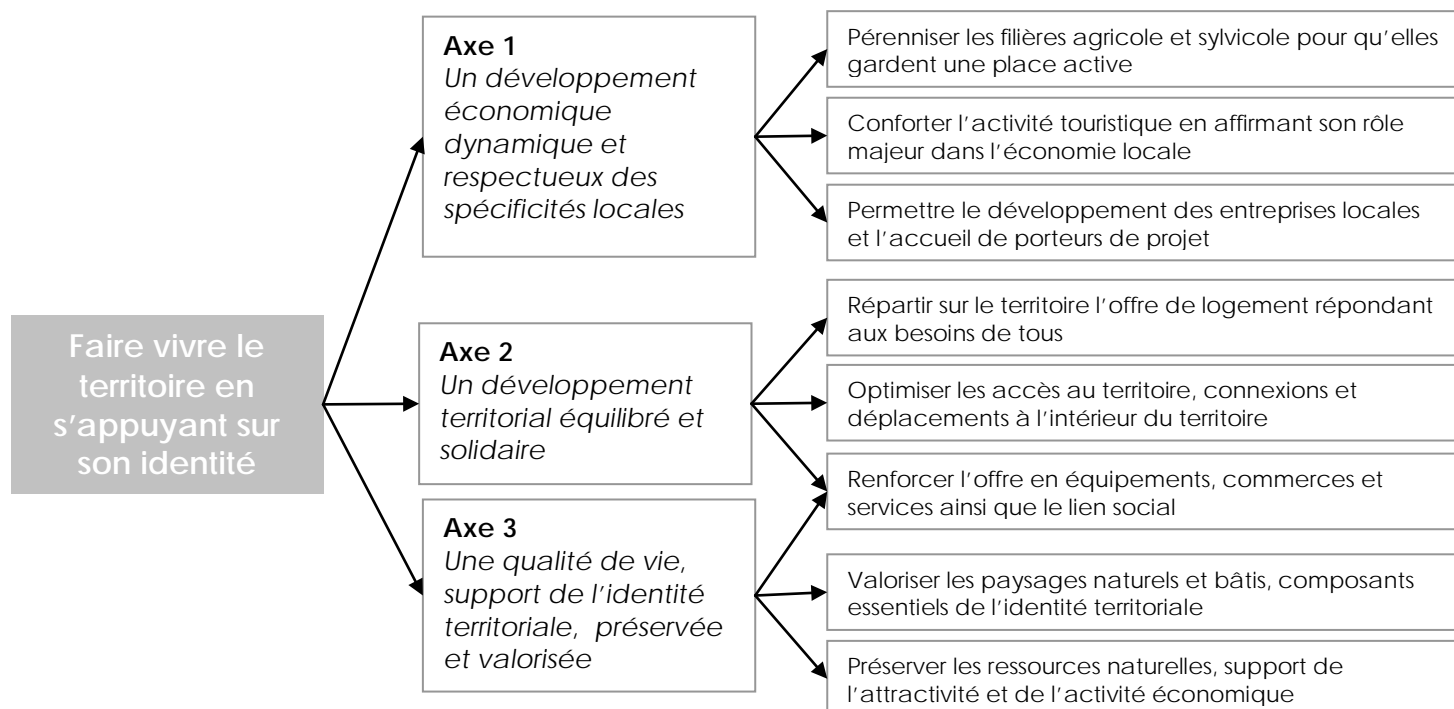 Faire vivre le
territoire en
s'appuyant sur
son identité
Axe 1
Un développement
économique
dynamique et
respectueux des
spécificités locales
Pérenniser les filières agricole et sylvicole pour qu'elles
gardent une place active
Conforter l'activité touristique en affirmant son rôle
majeur dans l'économie locale
Permettre le développement des entreprises locales
et l'accueil de porteurs de projet
Axe 2
Un développement
territorial équilibré et
solidaire
Répartir sur le territoire l'offre de logement répondant
aux besoins de tous
Optimiser les accès au territoire, connexions et
déplacements à l'intérieur du territoire
Renforcer l'offre en équipements, commerces et
services ainsi que le lien social
Axe 3
Une qualité de vie,
support de l'identité
territoriale, préservée
et valorisée
Valoriser les paysages naturels et bâtis, composants
essentiels de l'identité territoriale
Préserver les ressources naturelles, support de
l'attractivité et de l'activité économique